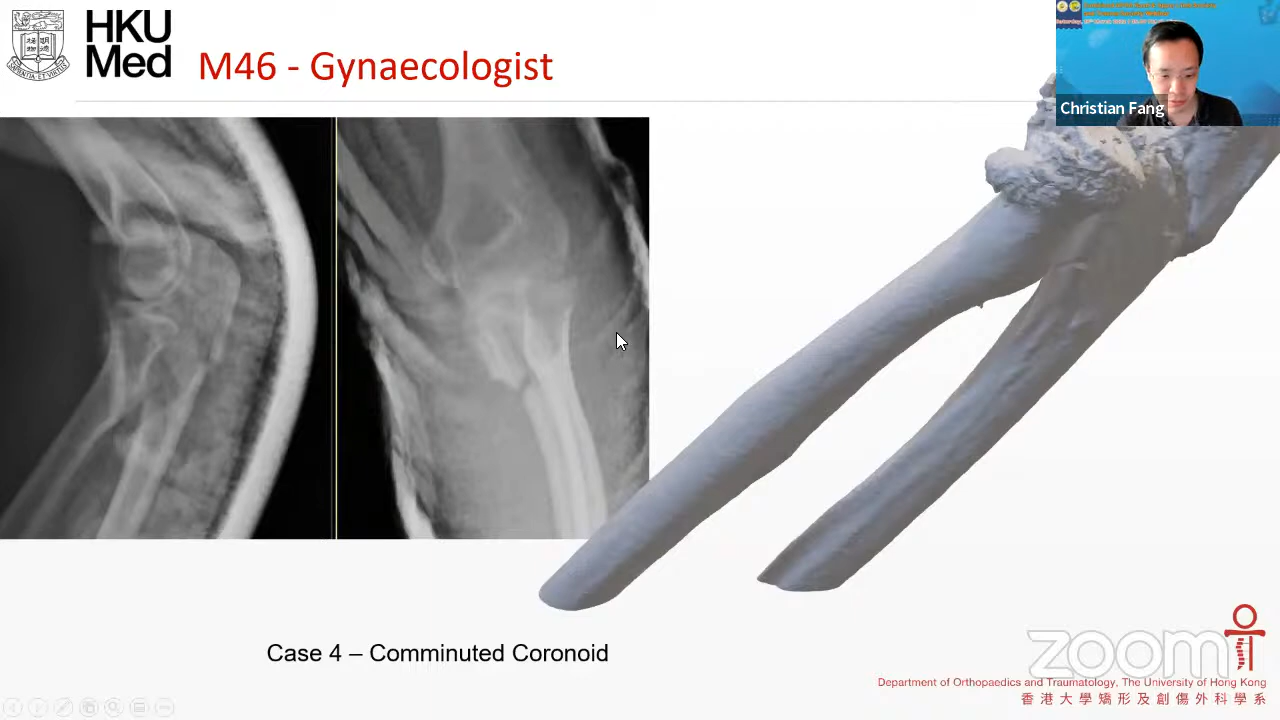 HKU
Med
M46 - Gynaecologist
Christian Fang
Case 4 – Comminuted Coronoid
zoom
Department of Orthopaedics and Traumatology, The University of Hong Kong
香港大學矯形及創傷外科學系